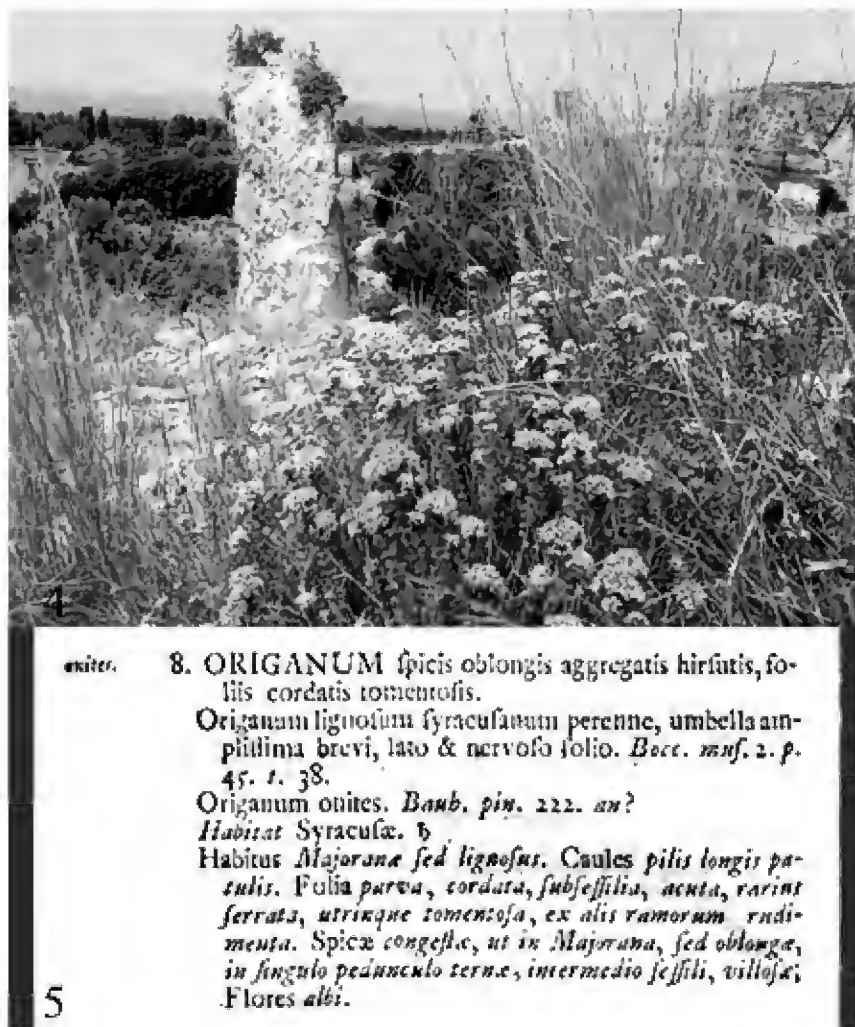 4
onites. 8. ORIGANUM ſpicis oblongis aggregatis hirſutis, fo-
liis cordatis tomentoſis.
Origanum lignoſum ſyracuſanum perenne, umbella am-
pliſſima brevi, lato & nervoſo folio. Bocc. muſ. 2. p.
45. t. 38.
Origanum onites. Bauh. pin. 222. an?
Habitat Syracuſæ. ♄
Habitus Majoranæ ſed lignoſus. Caules pilis longis pa-
tulis. Folia parva, cordata, ſubſeſſilia, acuta, rarius
ſerrata, utrinque tomentoſa, ex alis ramorum rudi-
menta. Spicæ congeſtæ, ut in Majorana, ſed oblongæ,
in ſingulo pedunculo ternæ, intermedio ſeſſili, villoſæ;
Flores albi.
5